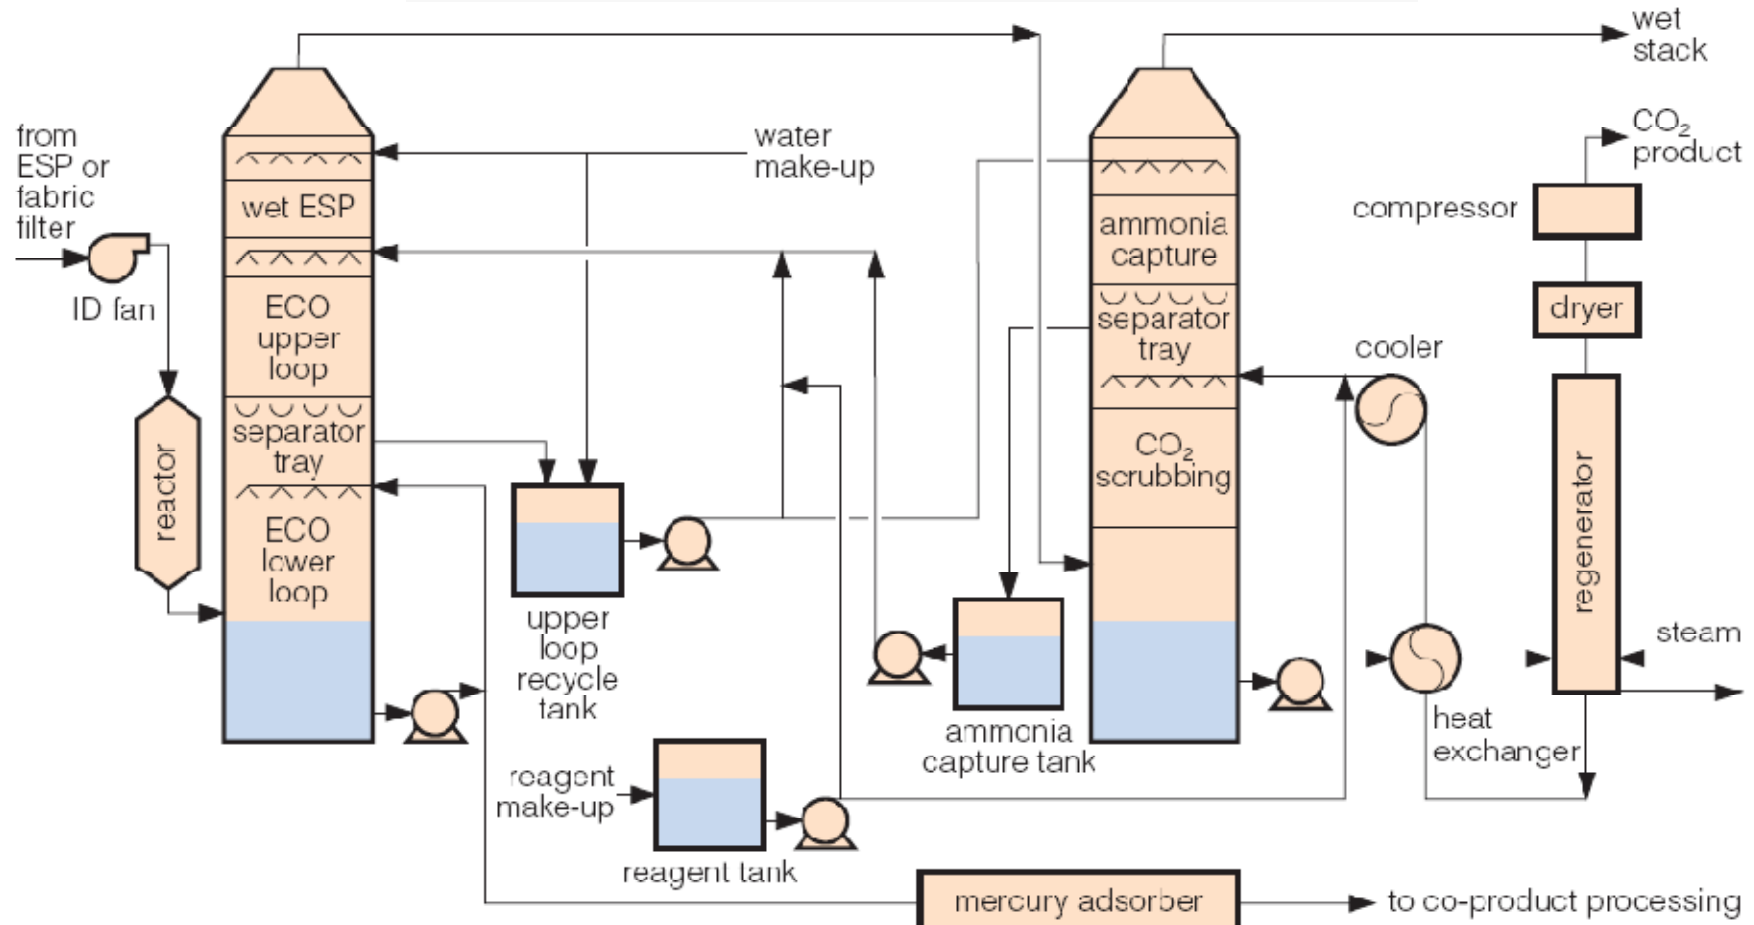 from
ESP or
fabric
filter
ID fan
reactor
wet ESP
ECO
upper
loop
separator
tray
ECO
lower
loop
water
make-up
upper
loop
recycle
tank
reagent
make-up
reagent tank
ammonia
capture tank
ammonia
capture
separator
tray
CO₂
scrubbing
wet
stack
CO₂
product
compressor
dryer
cooler
regenerator
steam
heat
exchanger
mercury adsorber
to co-product processing